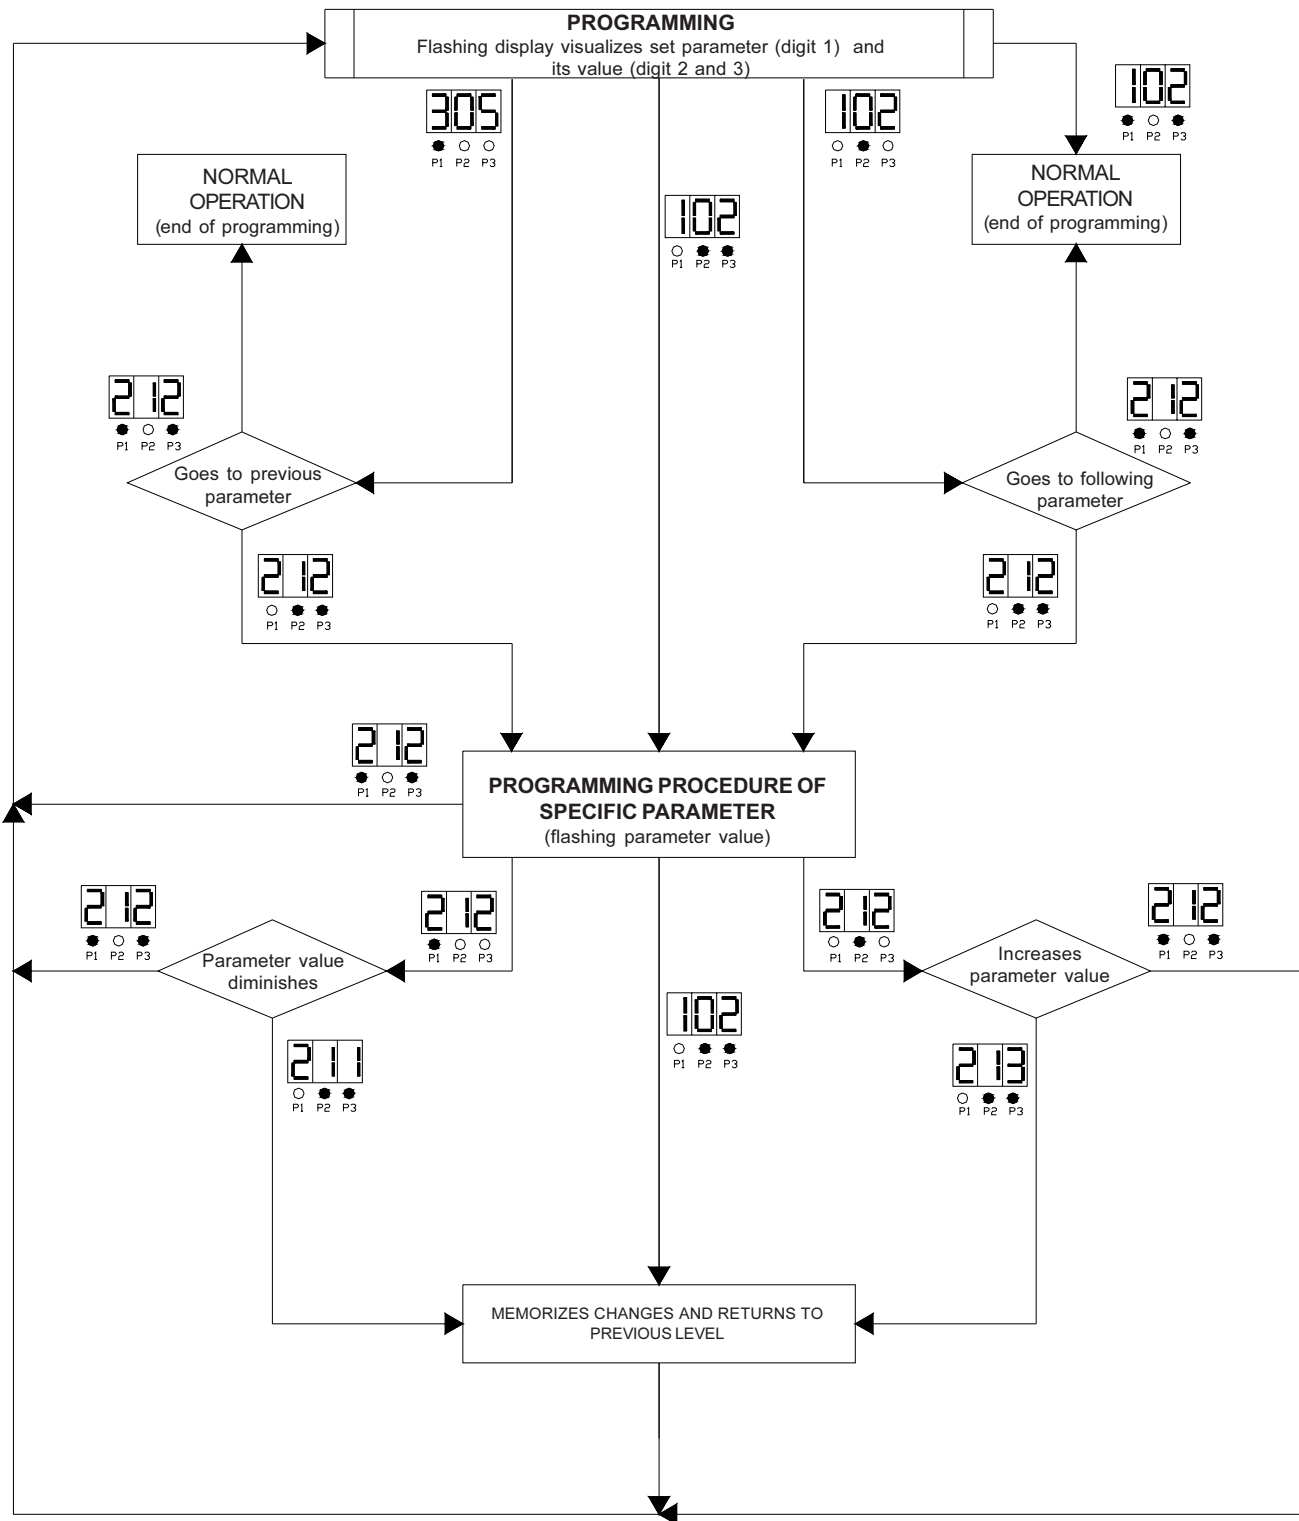 PROGRAMMING
Flashing display visualizes set parameter (digit 1) and
its value (digit 2 and 3)
305
P1 P2 P3
102
P1 P2 P3
102
P1 P2 P3
NORMAL
OPERATION
(end of programming)
102
P1 P2 P3
NORMAL
OPERATION
(end of programming)
212
P1 P2 P3
Goes to previous
parameter
212
P1 P2 P3
Goes to following
parameter
212
P1 P2 P3
212
P1 P2 P3
212
P1 P2 P3
PROGRAMMING PROCEDURE OF
SPECIFIC PARAMETER
(flashing parameter value)
212
P1 P2 P3
Parameter value
diminishes
212
P1 P2 P3
212
P1 P2 P3
Increases
parameter value
212
P1 P2 P3
211
P1 P2 P3
102
P1 P2 P3
213
P1 P2 P3
MEMORIZES CHANGES AND RETURNS TO
PREVIOUS LEVEL